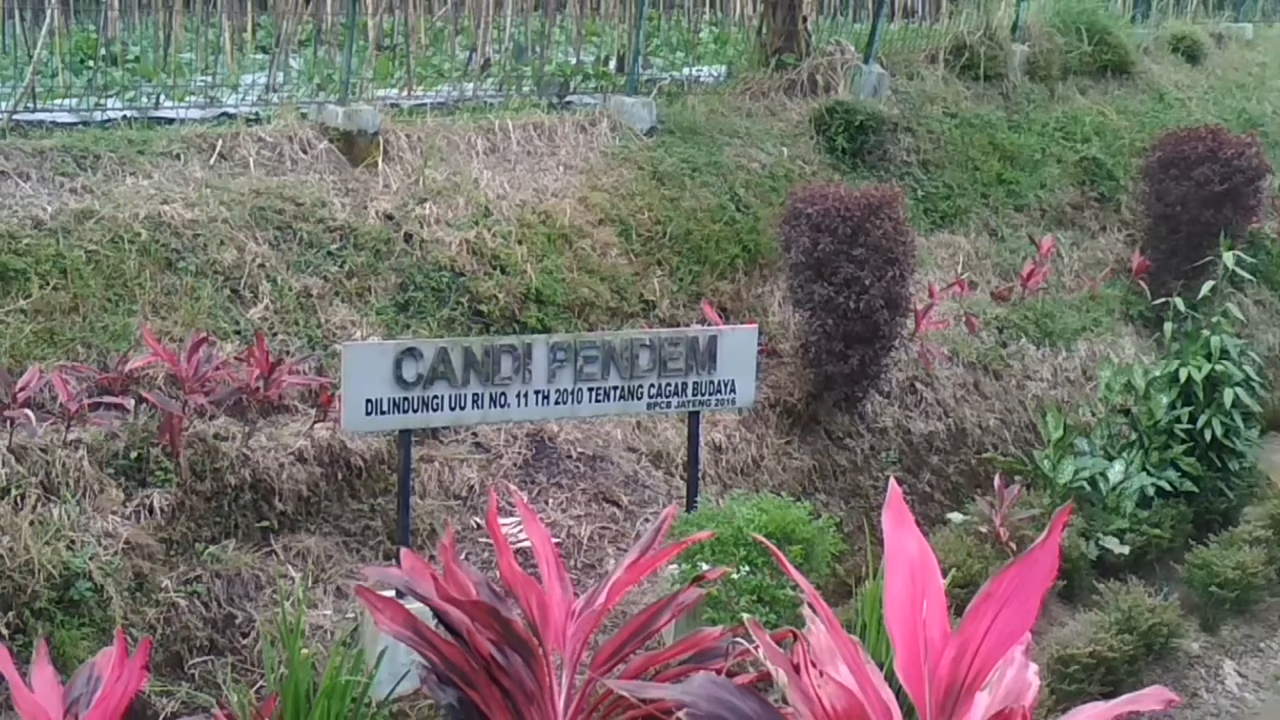 CANDI PENDEM
DILINDUNGI UU RI NO. 11 TH 2010 TENTANG CAGAR BUDAYA
BPCB JATENG 2016